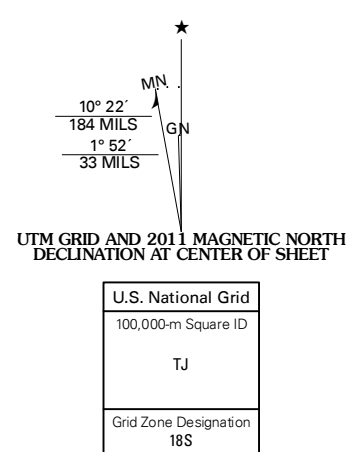 ★
MN
10° 22´
184 MILS
GN
1° 52´
33 MILS
UTM GRID AND 2011 MAGNETIC NORTH
DECLINATION AT CENTER OF SHEET
U.S. National Grid
100,000-m Square ID
TJ
Grid Zone Designation
18S